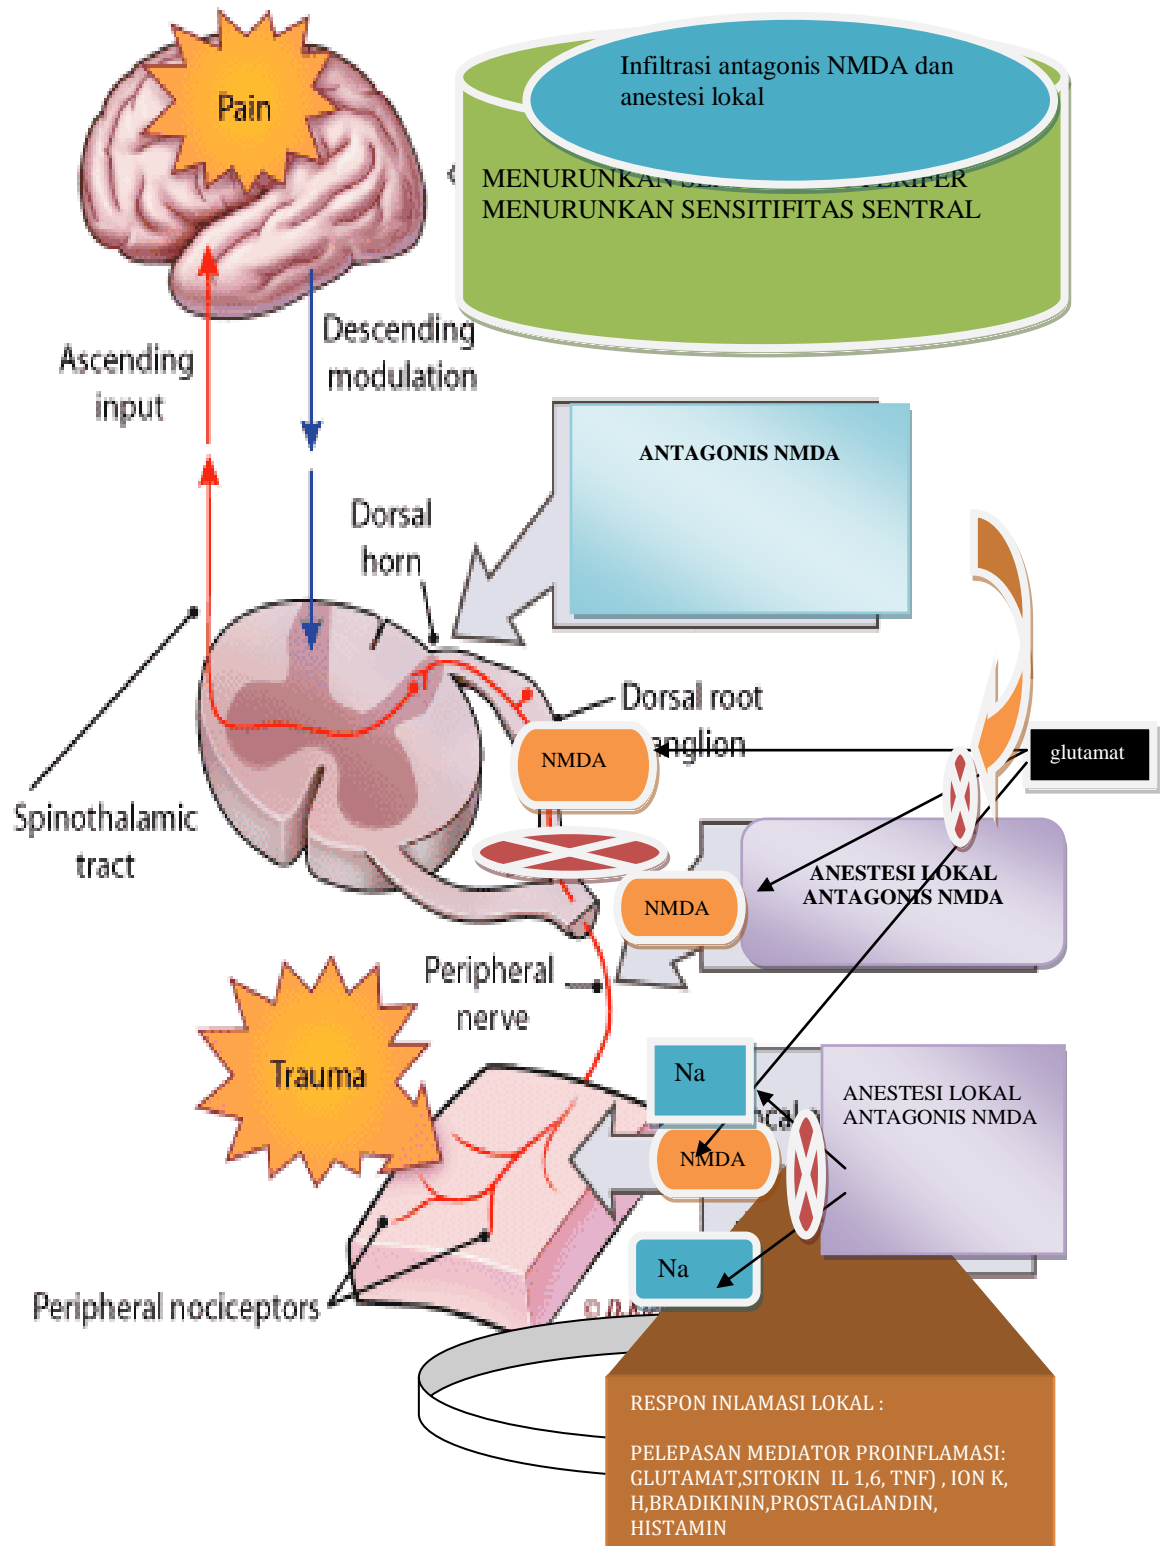 Pain
Infiltrasi antagonis NMDA dan
anestesi lokal
MENURUNKAN
MENURUNKAN SENSITIFITAS SENTRAL
Ascending
input
Descending
modulation
ANTAGONIS NMDA
Dorsal
horn
Dorsal root
NMDA
glutamat
Spinothalamic
tract
ANESTESI LOKAL
ANTAGONIS NMDA
NMDA
Peripheral
nerve
Trauma
Na
ANESTESI LOKAL
ANTAGONIS NMDA
NMDA
Na
Peripheral nociceptors
RESPON INLAMASI LOKAL :
PELEPASAN MEDIATOR PROINFLAMASI:
GLUTAMAT,SITOKIN IL 1,6, TNF) , ION K,
H,BRADIKININ,PROSTAGLANDIN,
HISTAMIN